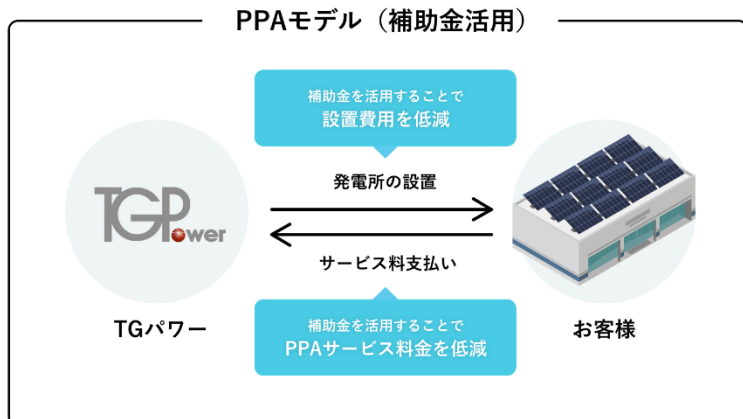 PPAモデル（補助金活用）
補助金を活用することで
設置費用を低減
発電所の設置
TGPower
サービス料支払い
TGパワー
補助金を活用することで
PPAサービス料金を低減
お客様